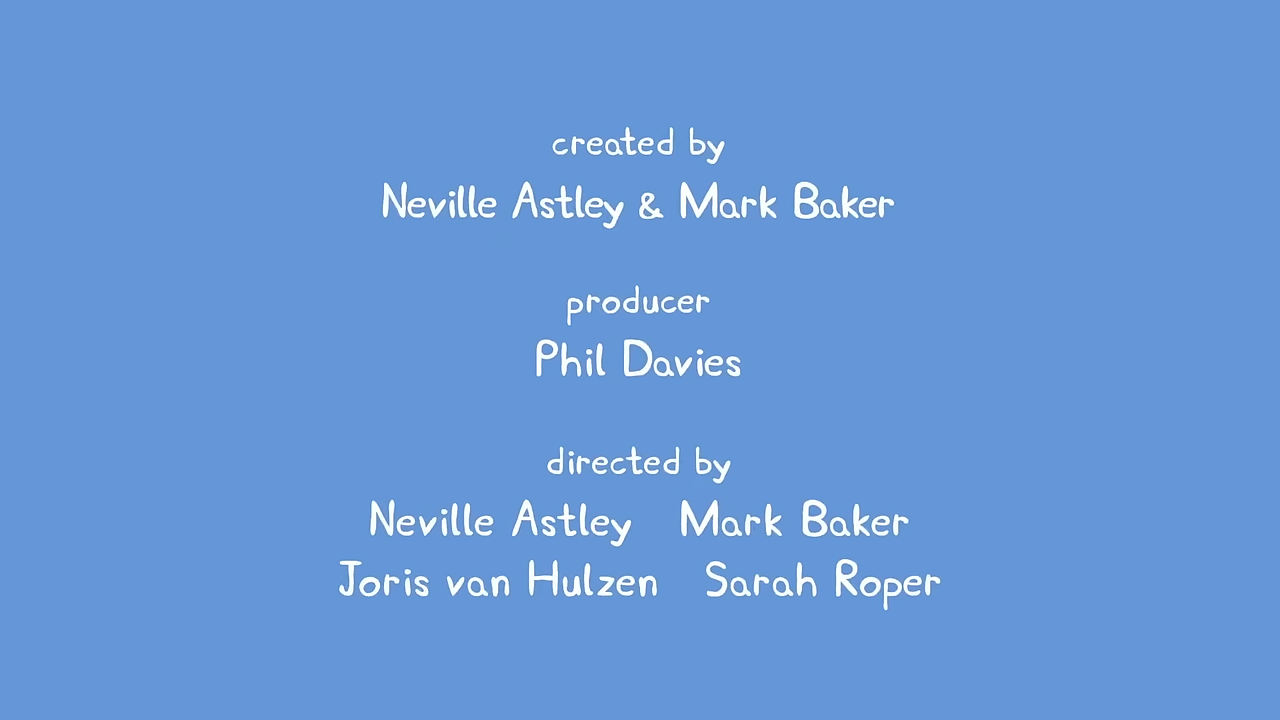 created by
Neville Astley & Mark Baker
producer
Phil Davies
directed by
Neville Astley Mark Baker
Joris van Hulzen Sarah Roper